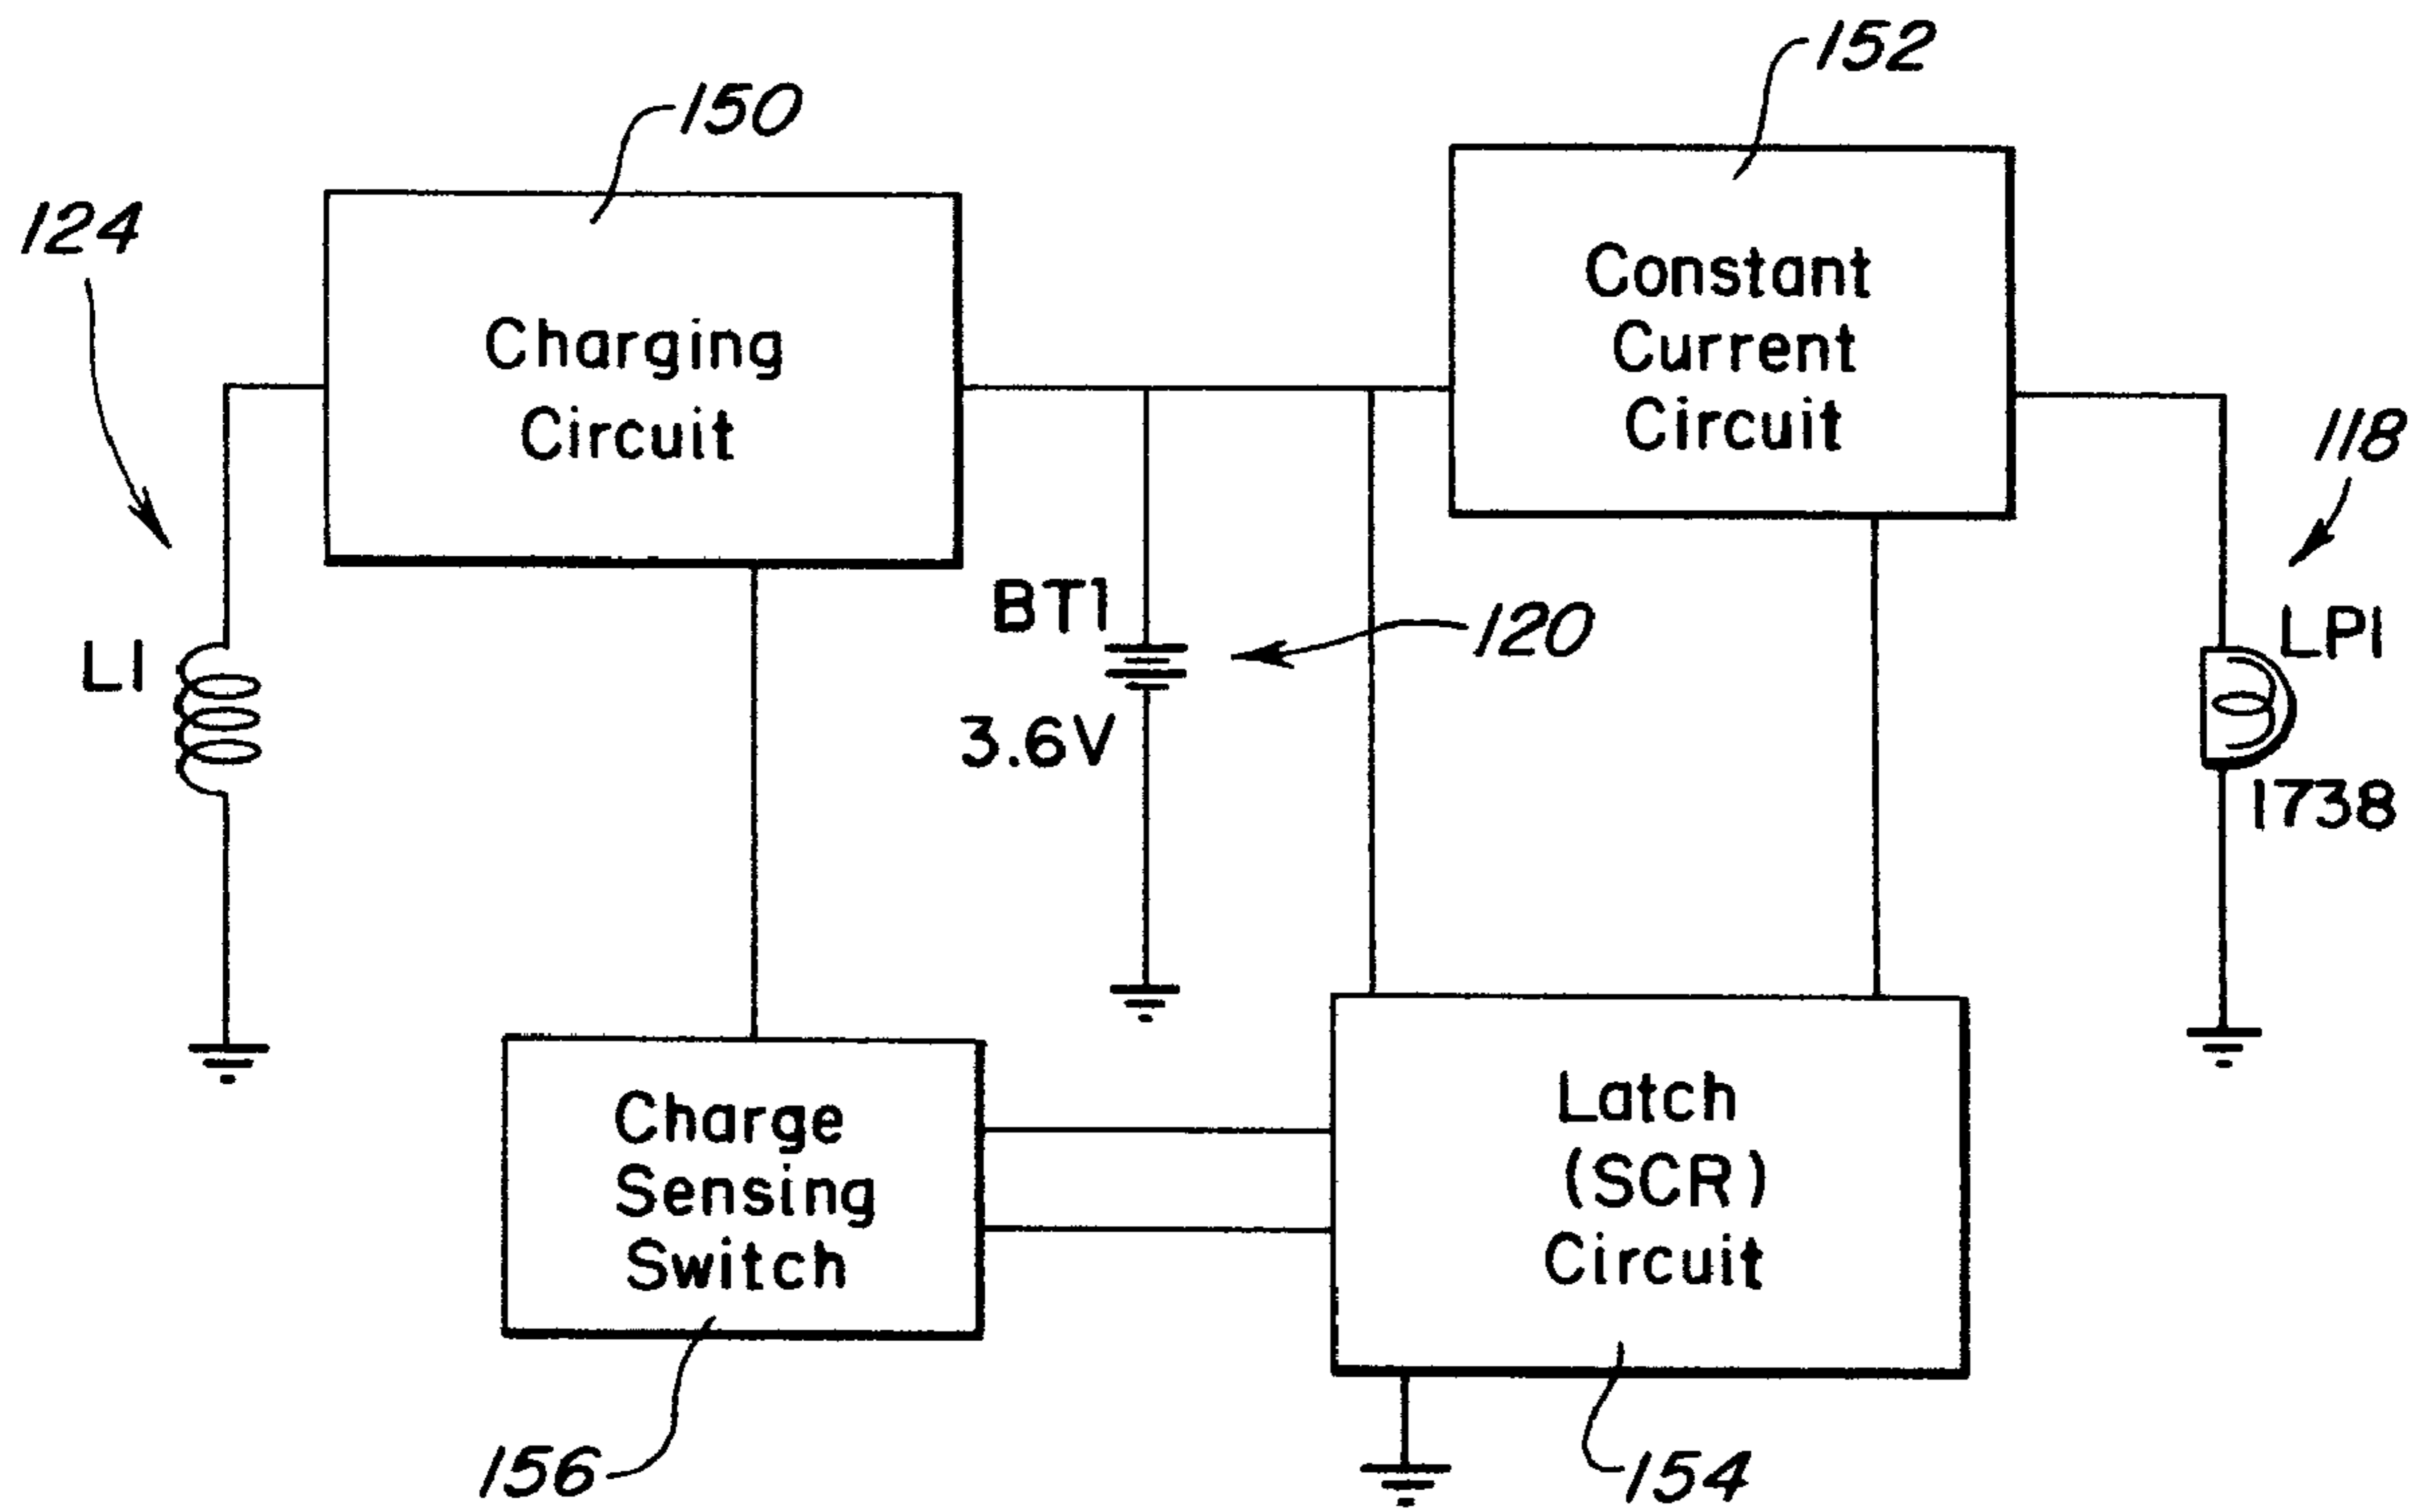 152
150
124
Constant
Current
Circuit
Charging
Circuit
118
BT1
120
LP1
L1
3.6V
1738
Charge
Sensing
Switch
Latch
(SCR)
Circuit
156
154